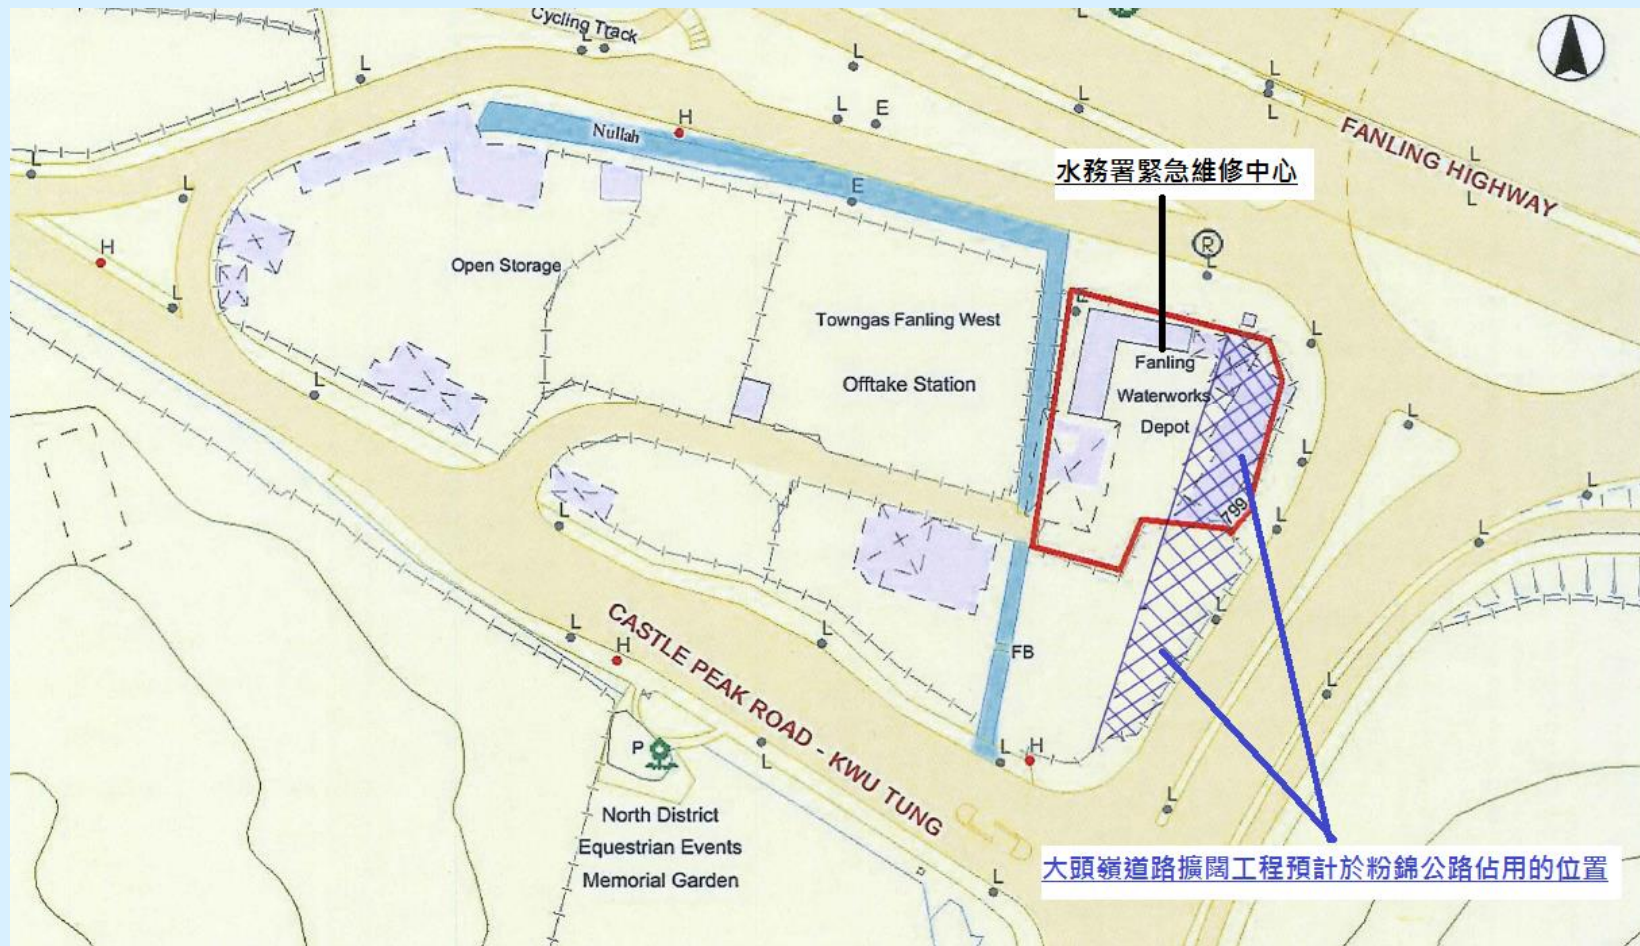 Cycling Track
L
L
L
L
L
L
L
L
E
L
L
L
L
L
L
H
Nullah
FANLING HIGHWAY
水務署緊急維修中心
E
L
H
L
R
L
Open Storage
Towngas Fanling West
Offtake Station
E
L
Fanling
Waterworks
Depot
L
L
L
799
L
L
L
L
L
H
CASTLE PEAK ROAD - KWU TUNG
L
L
FB
L
P
L
L
H
L
North District
Equestrian Events
Memorial Garden
L
大頭嶺道路擴闊工程預計於粉錦公路佔用的位置